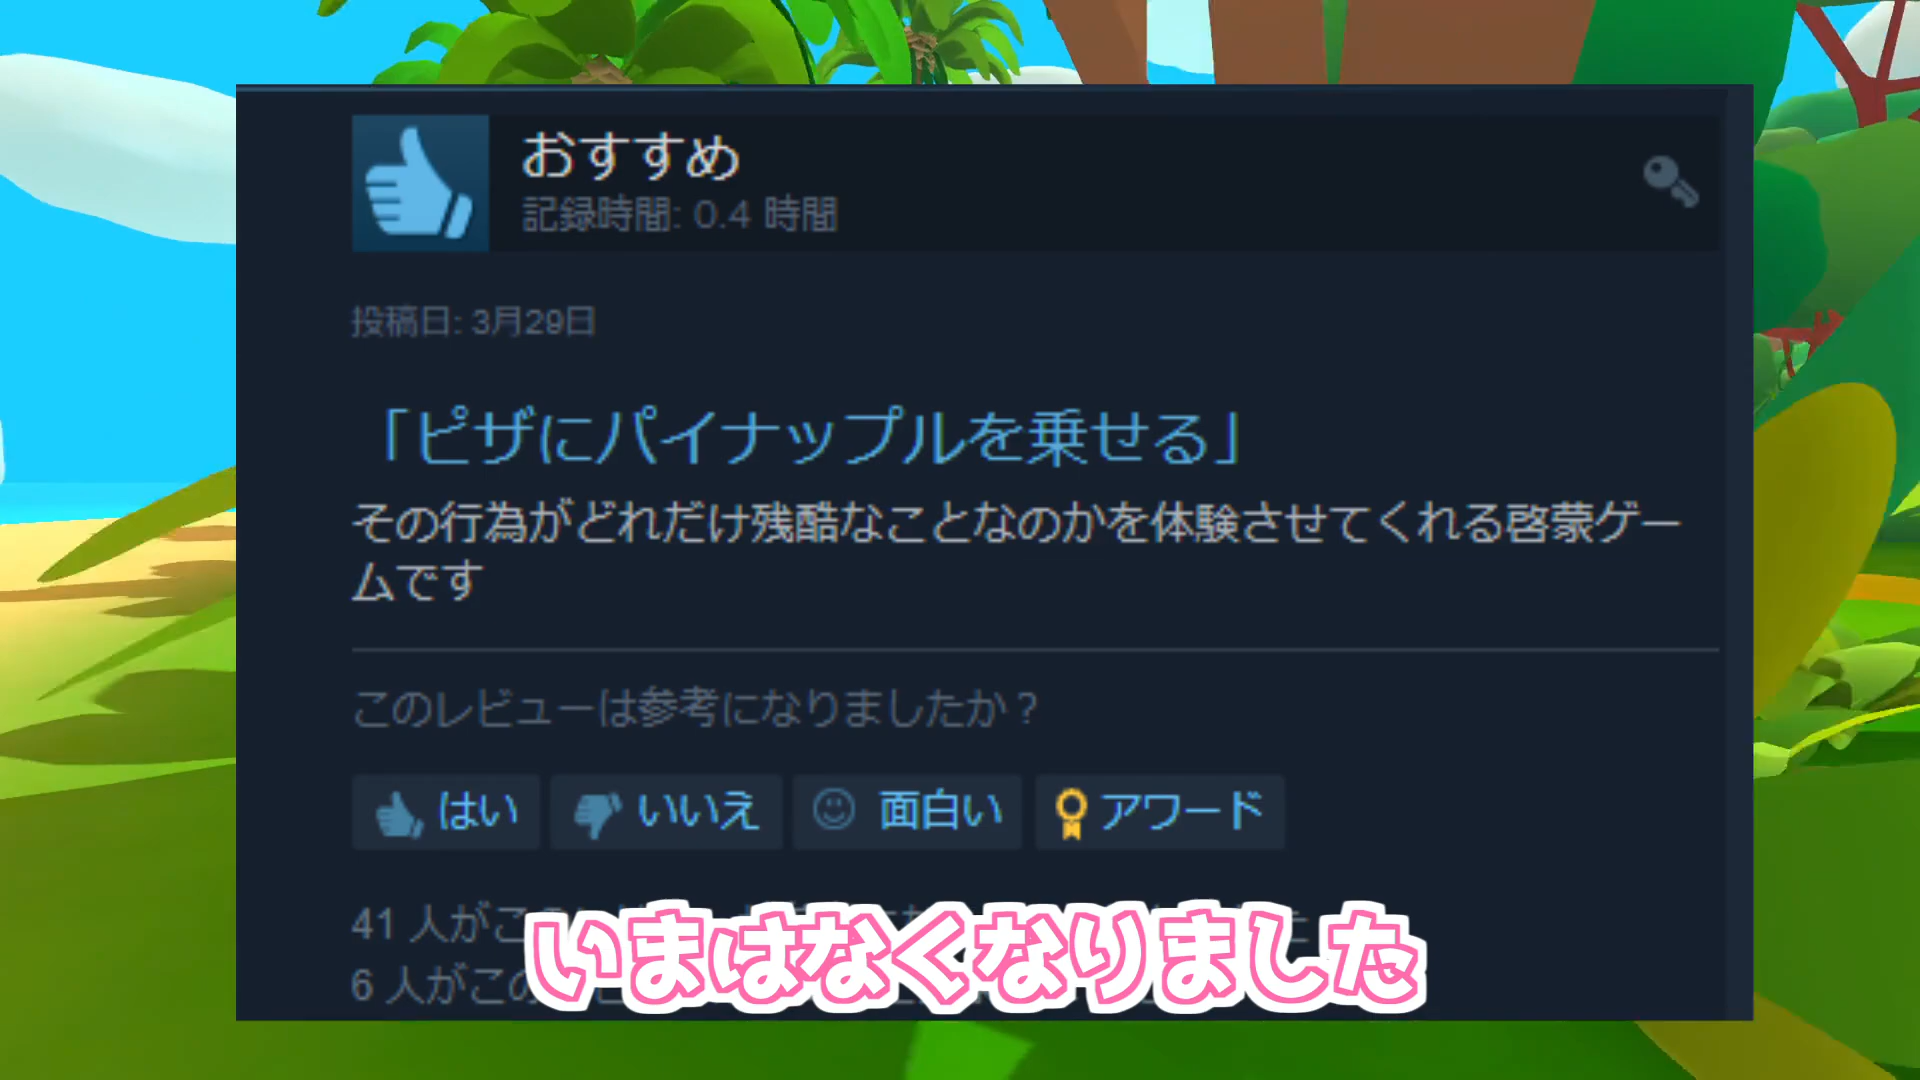 おすすめ
記録時間: 0.4 時間
投稿日: 3月29日
「ピザにパイナップルを乗せる」
その行為がどれだけ残酷なことなのかを体験させてくれる啓蒙ゲー
ムです
このレビューは参考になりましたか？
はい いいえ 面白い アワード
41 人がこの
6 人がこの
いまはなくなりました